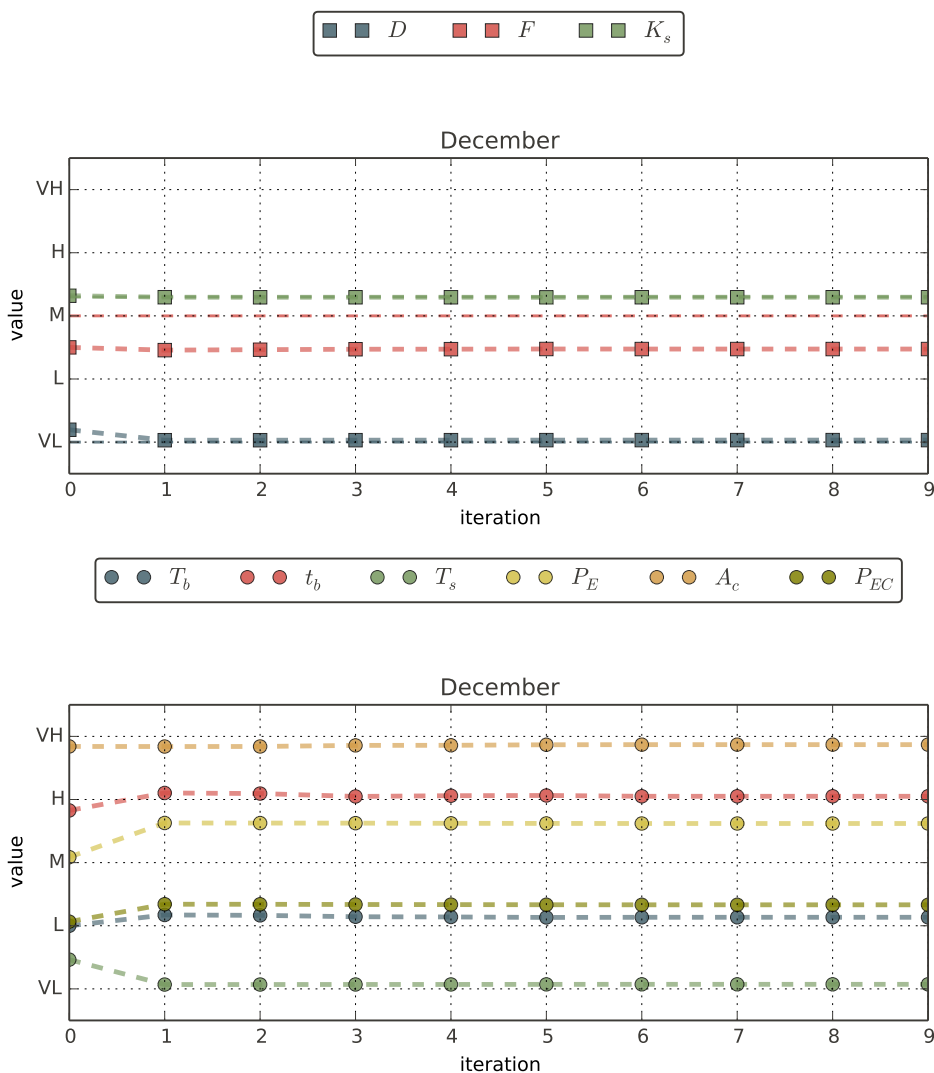 D F K_s
December
VH
H
M
L
VL
value
0 1 2 3 4 5 6 7 8 9
iteration
T_b t_b T_s P_E A_c P_EC
December
VH
H
M
L
VL
value
0 1 2 3 4 5 6 7 8 9
iteration